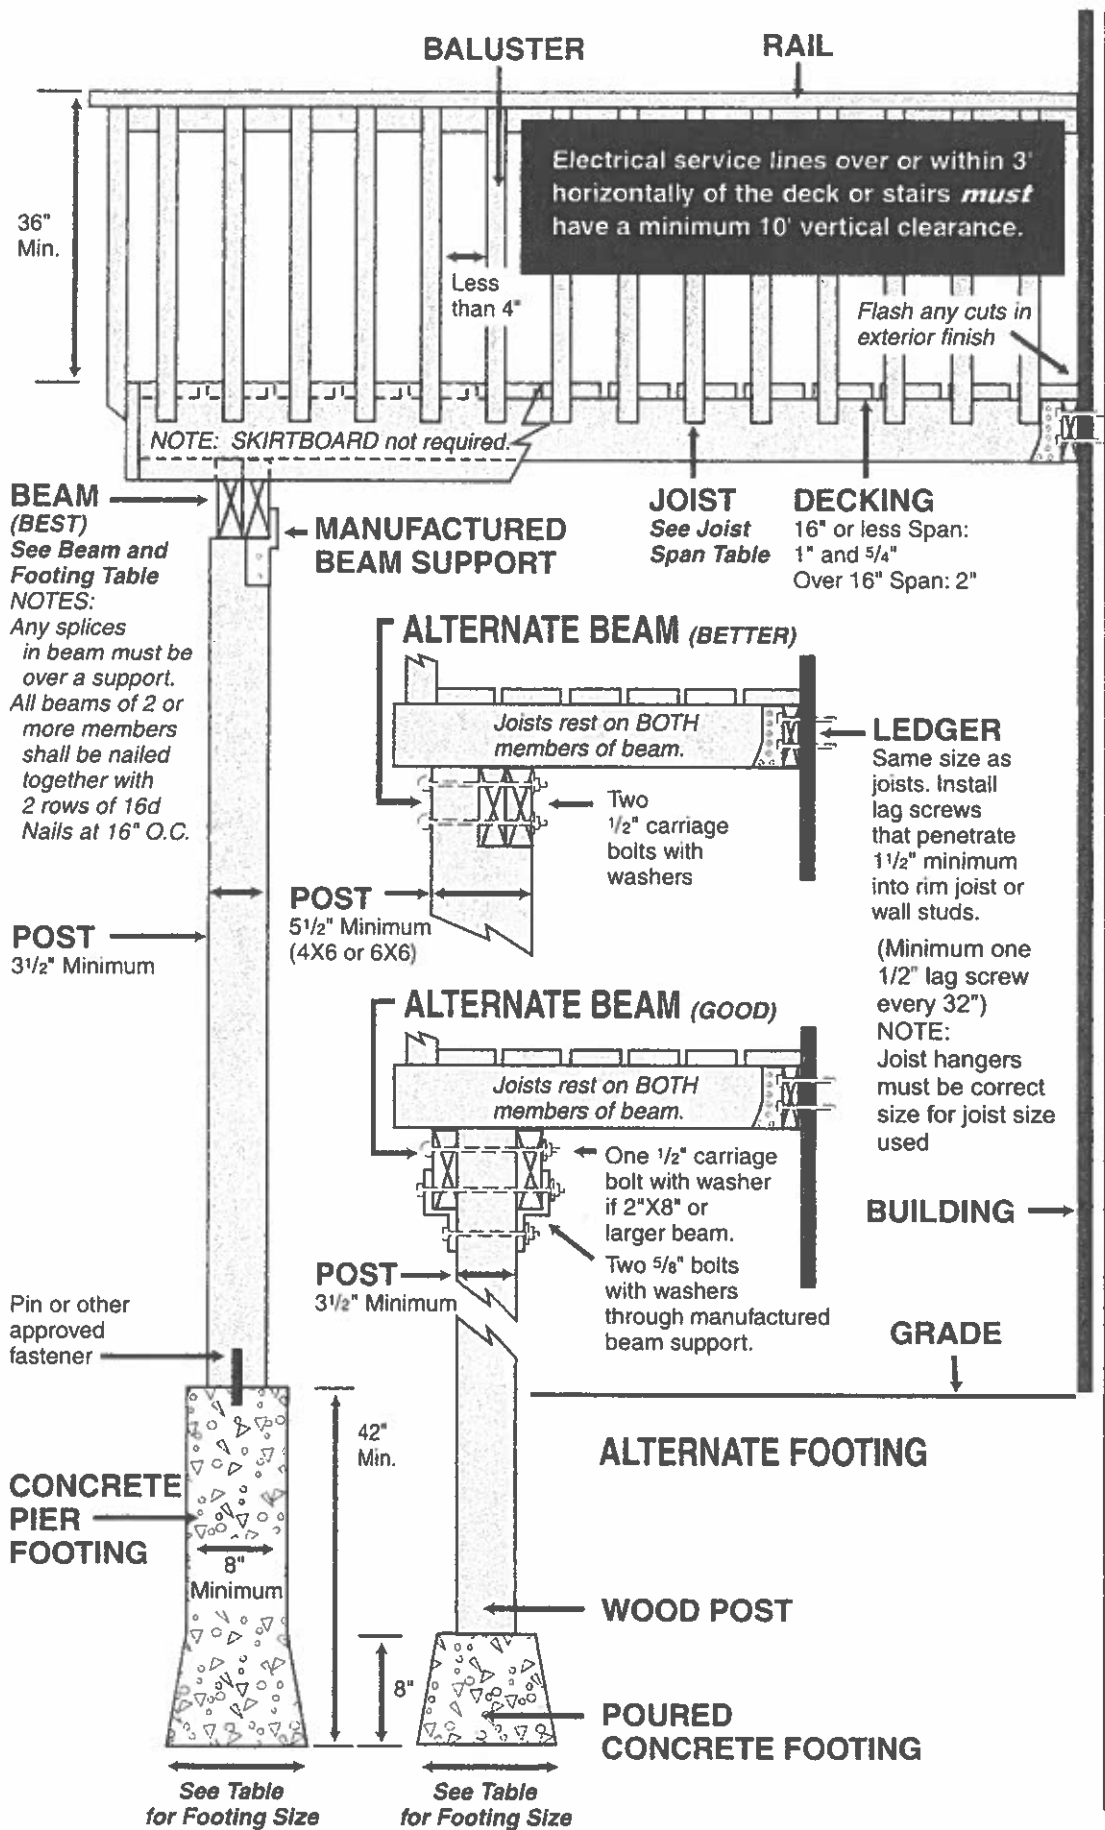 BALUSTER
RAIL
Electrical service lines over or within 3'
horizontally of the deck or stairs must
have a minimum 10' vertical clearance.
36"
Min.
Less
than 4"
Flash any cuts in
exterior finish
NOTE: SKIRTBOARD not required.
BEAM
(BEST)
See Beam and
Footing Table
NOTES:
Any splices
in beam must be
over a support.
All beams of 2 or
more members
shall be nailed
together with
2 rows of 16d
Nails at 16" O.C.
MANUFACTURED
BEAM SUPPORT
JOIST
See Joist
Span Table
DECKING
16" or less Span:
1" and 5/4"
Over 16" Span: 2"
ALTERNATE BEAM (BETTER)
Joists rest on BOTH
members of beam.
Two
1/2" carriage
bolts with
washers
LEDGER
Same size as
joists. Install
lag screws
that penetrate
1 1/2" minimum
into rim joist or
wall studs.
(Minimum one
1/2" lag screw
every 32")
NOTE:
Joist hangers
must be correct
size for joist size
used
POST
5 1/2" Minimum
(4X6 or 6X6)
POST
3 1/2" Minimum
ALTERNATE BEAM (GOOD)
Joists rest on BOTH
members of beam.
One 1/2" carriage
bolt with washer
if 2"X8" or
larger beam.
Two 5/8" bolts
with washers
through manufactured
beam support.
BUILDING
POST
3 1/2" Minimum
Pin or other
approved
fastener
GRADE
42"
Min.
ALTERNATE FOOTING
CONCRETE
PIER
FOOTING
8"
Minimum
WOOD POST
8"
POURED
CONCRETE FOOTING
See Table
for Footing Size
See Table
for Footing Size